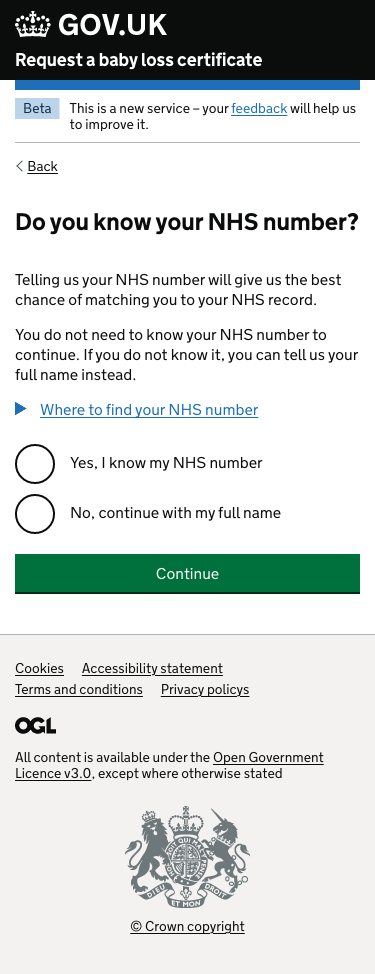 GOV.UK
Request a baby loss certificate
Beta
This is a new service – your feedback will help us
to improve it.
Back
Do you know your NHS number?
Telling us your NHS number will give us the best
chance of matching you to your NHS record.
You do not need to know your NHS number to
continue. If you do not know it, you can tell us your
full name instead.
Where to find your NHS number
Yes, I know my NHS number
No, continue with my full name
Continue
Cookies Accessibility statement
Terms and conditions Privacy policys
OGL
All content is available under the Open Government
Licence v3.0, except where otherwise stated
DIEU ET MON DROIT
© Crown copyright